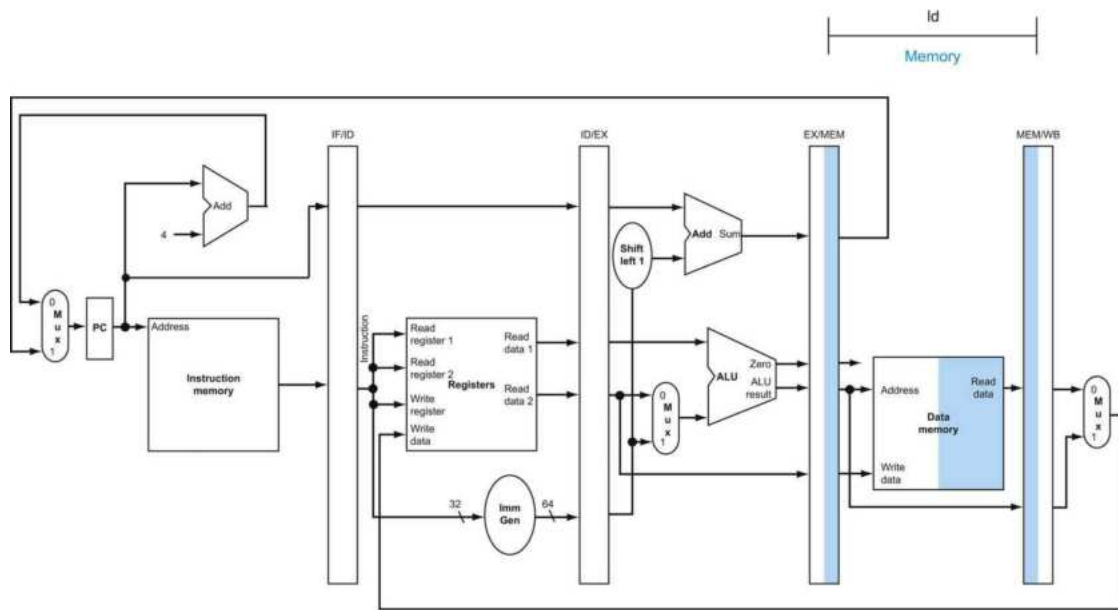 ld
Memory
IF/ID
ID/EX
EX/MEM
MEM/WB
Add
4
Add Sum
Shift
left 1
0
M
u
x
1
PC
Address
Instruction
memory
Instruction
Read
register 1
Read
register 2
Write
register
Write
data
Registers
Read
data 1
Read
data 2
0
M
u
x
1
ALU
Zero
ALU
result
Address
Read
data
Data
memory
Write
data
0
M
u
x
1
32
Imm
Gen
64